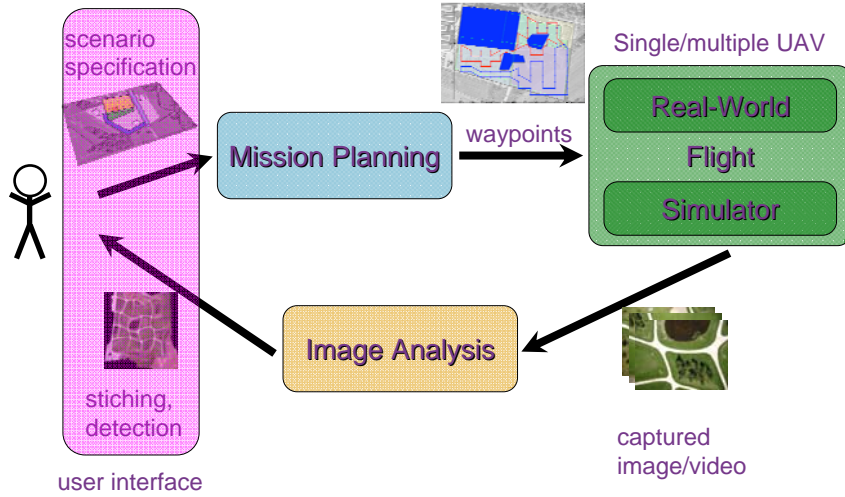 scenario
specification
Mission Planning
waypoints
Single/multiple UAV
Real-World
Flight
Simulator
Image Analysis
stiching,
detection
captured
image/video
user interface